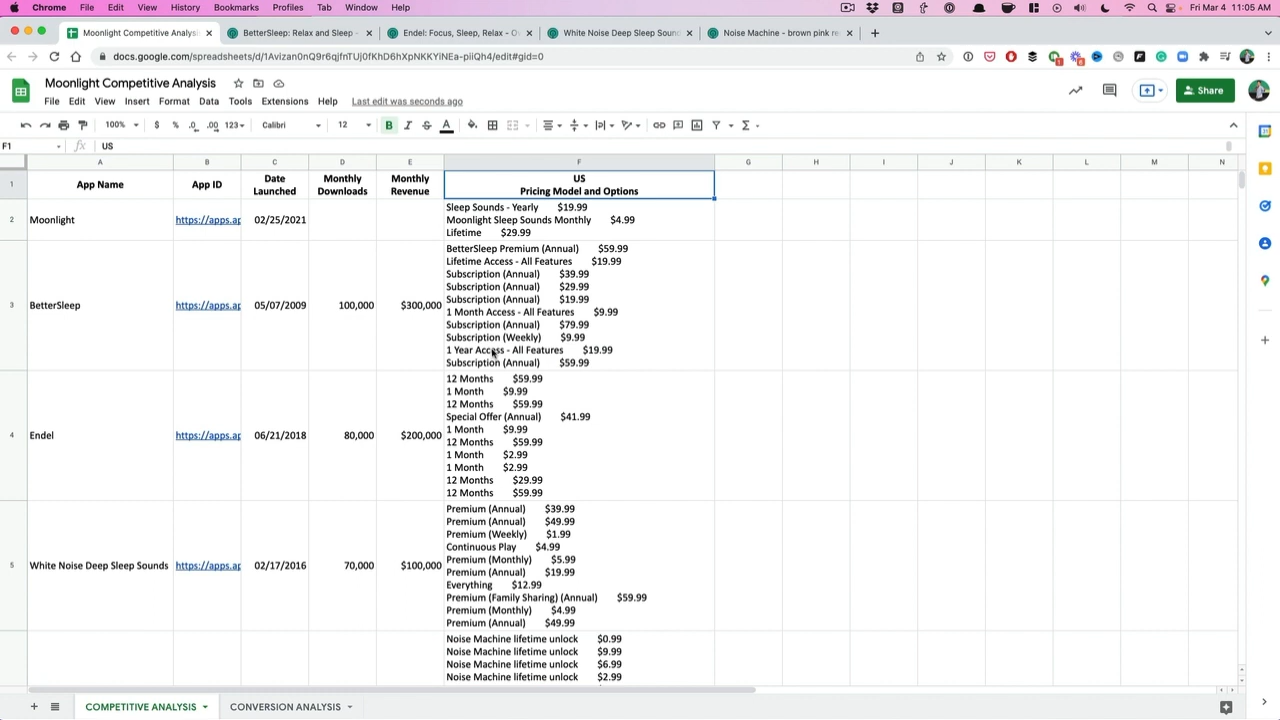 Chrome File Edit View History Bookmarks Profiles Tab Window Help Fri Mar 4 11:05 AM
Moonlight Competitive Analysis BetterSleep: Relax and Sleep - Endel: Focus, Sleep, Relax - O White Noise Deep Sleep Soun Noise Machine - brown pink re
docs.google.com/spreadsheets/d/1Avizan0nQ9r6qjfnTUj0fKhD6hXpNKKYiNEa-piiQh4/edit#gid=0
Moonlight Competitive Analysis
File Edit View Insert Format Data Tools Extensions Help Last edit was seconds ago
Share
100% $ % .0 .00 123 Calibri 12 B I S A
F1 fx US
A B C D E F G H I J K L M N
1 App Name App ID Date Launched Monthly Downloads Monthly Revenue US Pricing Model and Options
2 Moonlight https://apps.ap 02/25/2021
Sleep Sounds - Yearly $19.99
Moonlight Sleep Sounds Monthly $4.99
Lifetime $29.99
3 BetterSleep https://apps.ap 05/07/2009 100,000 $300,000
BetterSleep Premium (Annual) $59.99
Lifetime Access - All Features $19.99
Subscription (Annual) $39.99
Subscription (Annual) $29.99
Subscription (Annual) $19.99
1 Month Access - All Features $9.99
Subscription (Annual) $79.99
Subscription (Weekly) $9.99
1 Year Access - All Features $19.99
Subscription (Annual) $59.99
4 Endel https://apps.ap 06/21/2018 80,000 $200,000
12 Months $59.99
1 Month $9.99
12 Months $59.99
Special Offer (Annual) $41.99
1 Month $9.99
12 Months $59.99
1 Month $2.99
1 Month $2.99
12 Months $29.99
12 Months $59.99
5 White Noise Deep Sleep Sounds https://apps.ap 02/17/2016 70,000 $100,000
Premium (Annual) $39.99
Premium (Annual) $49.99
Premium (Weekly) $1.99
Continuous Play $4.99
Premium (Monthly) $5.99
Premium (Annual) $19.99
Everything $12.99
Premium (Family Sharing) (Annual) $59.99
Premium (Monthly) $4.99
Premium (Annual) $49.99
Noise Machine lifetime unlock $0.99
Noise Machine lifetime unlock $9.99
Noise Machine lifetime unlock $6.99
Noise Machine lifetime unlock $2.99
COMPETITIVE ANALYSIS CONVERSION ANALYSIS